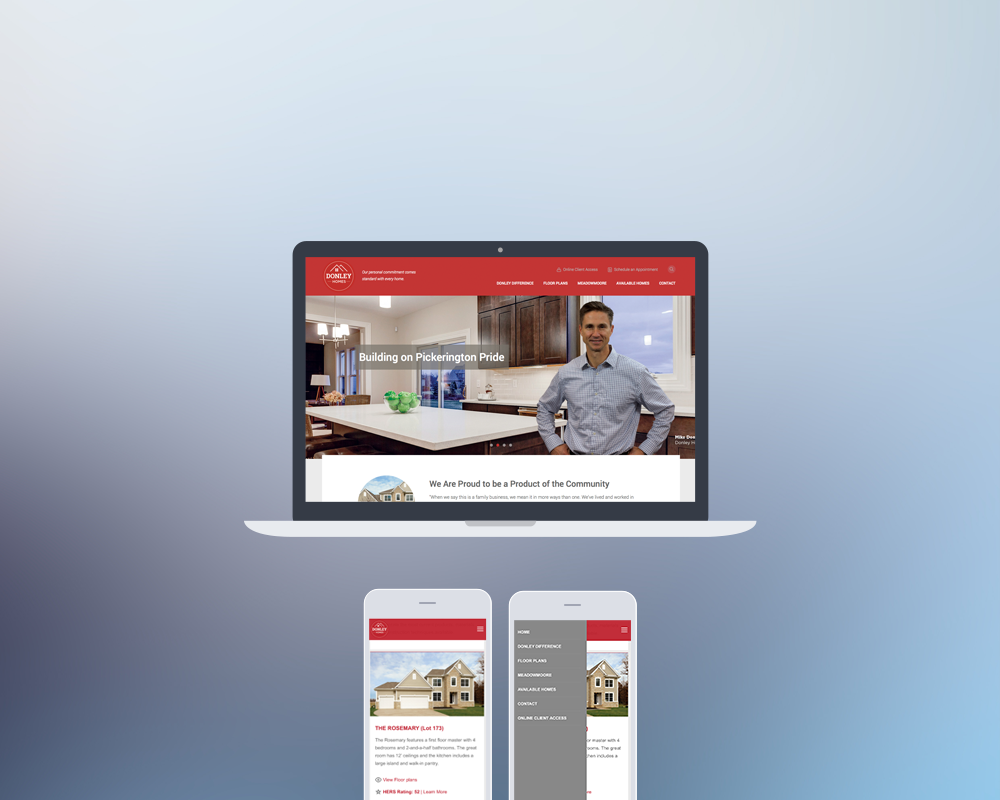 DONLEY
HOMES
Our personal commitment comes
standard with every home.
Online Client Access
Schedule an Appointment
DONLEY DIFFERENCE
FLOOR PLANS
MEADOWMOORE
AVAILABLE HOMES
CONTACT
Building on Pickerington Pride
Mike Don
Donley H
We Are Proud to be a Product of the Community
"When we say this is a family business, we mean it in more ways than one. We've lived and worked in
DONLEY
HOMES
THE ROSEMARY (Lot 173)
The Rosemary features a first floor master with 4
bedrooms and 2-and-a-half bathrooms. The great
room has 12' ceilings and the kitchen includes a
large island and walk-in pantry.
View Floor plans
HERS Rating: 52 | Learn More
HOME
DONLEY DIFFERENCE
FLOOR PLANS
MEADOWMOORE
AVAILABLE HOMES
CONTACT
ONLINE CLIENT ACCESS
)
or master with 4
ooms. The great
hen includes a